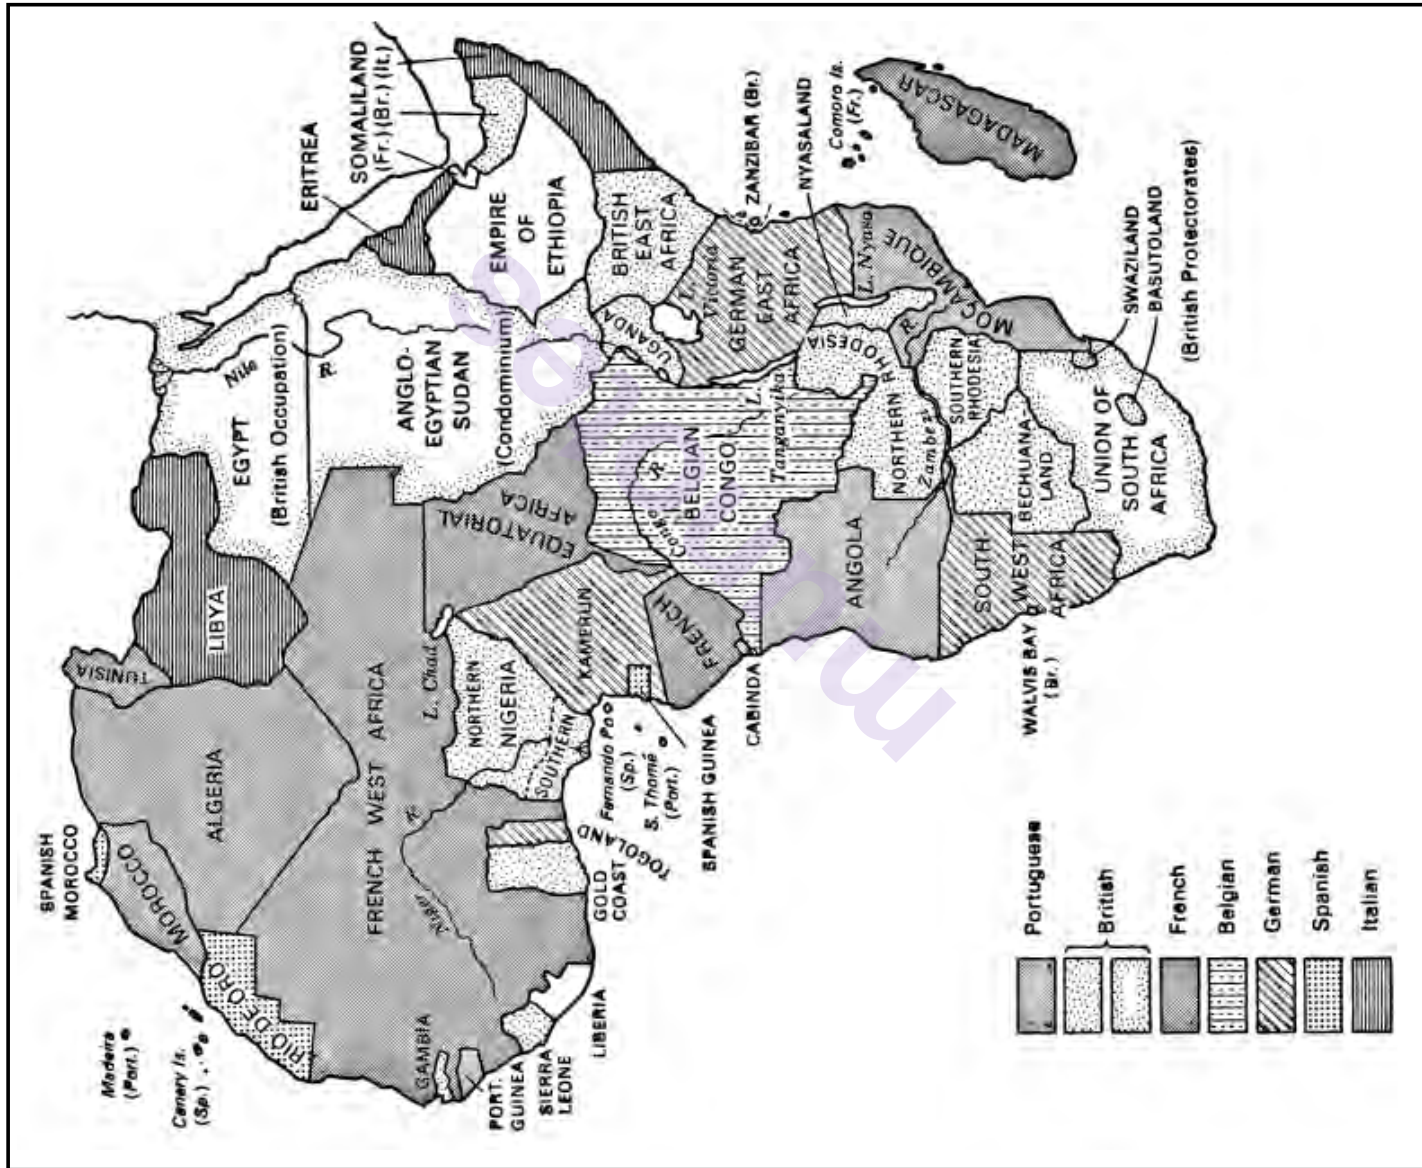 SPANISH
MOROCCO
Madeira
(Port.)
Canary Is.
(Sp.)
MOROCCO
ALGERIA
TUNISIA
LIBYA
EGYPT
(British Occupation)
Nile
R.
RIO DE ORO
FRENCH WEST AFRICA
Niger R.
L. Chad
ANGLO-
EGYPTIAN
SUDAN
(Condominium)
ERITREA
SOMALILAND
(Fr.) (Br.) (It.)
EMPIRE
OF
ETHIOPIA
GAMBIA
PORT.
GUINEA
SIERRA
LEONE
LIBERIA
GOLD
COAST
TOGOLAND
NORTHERN
NIGERIA
SOUTHERN
KAMERUN
Fernando Po
(Sp.)
S. Thomé
(Port.)
SPANISH GUINEA
FRENCH
EQUATORIAL
AFRICA
CABINDA
BELGIAN
CONGO
Congo R.
UGANDA
BRITISH
EAST
AFRICA
L.
Victoria
GERMAN
EAST
AFRICA
L.
Tanganyika
ZANZIBAR (Br.)
NYASALAND
L. Nyasa
Comoro Is.
(Fr.)
MADAGASCAR
ANGOLA
NORTHERN RHODESIA
Zambezi R.
SOUTHERN
RHODESIA
MOÇAMBIQUE
SOUTH
WEST
AFRICA
WALVIS BAY
(Br.)
BECHUANA-
LAND
UNION OF
SOUTH
AFRICA
SWAZILAND
BASUTOLAND
(British Protectorates)
Portuguese
British
French
Belgian
German
Spanish
Italian